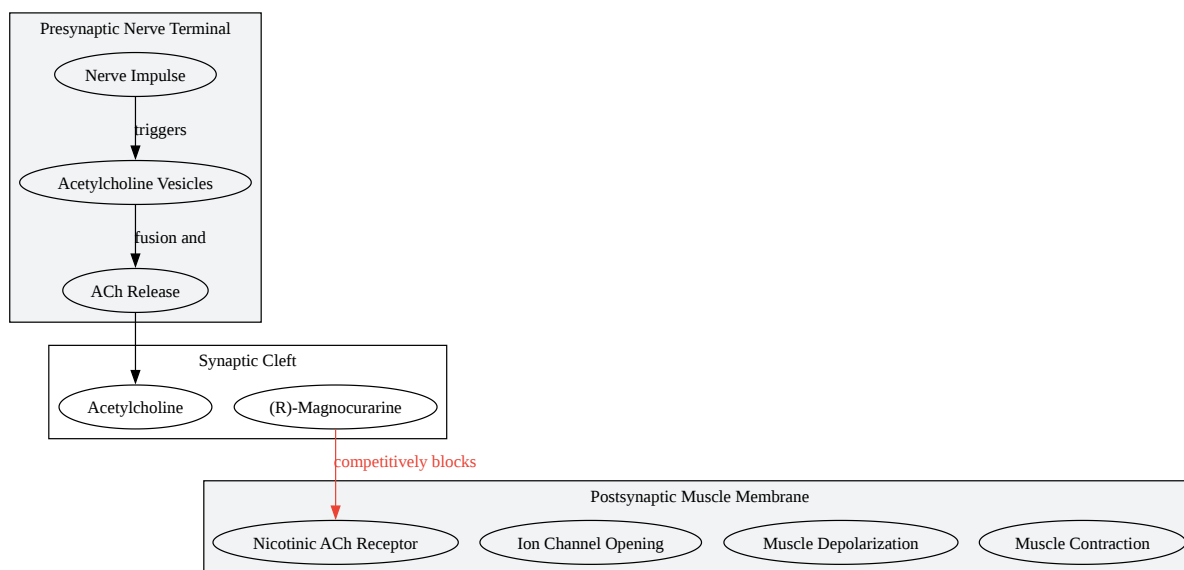 Presynaptic Nerve Terminal
Nerve Impulse
triggers
Acetylcholine Vesicles
fusion and
ACh Release
Synaptic Cleft
Acetylcholine
(R)-Magnocurarine
competitively blocks
Postsynaptic Muscle Membrane
Nicotinic ACh Receptor
Ion Channel Opening
Muscle Depolarization
Muscle Contraction